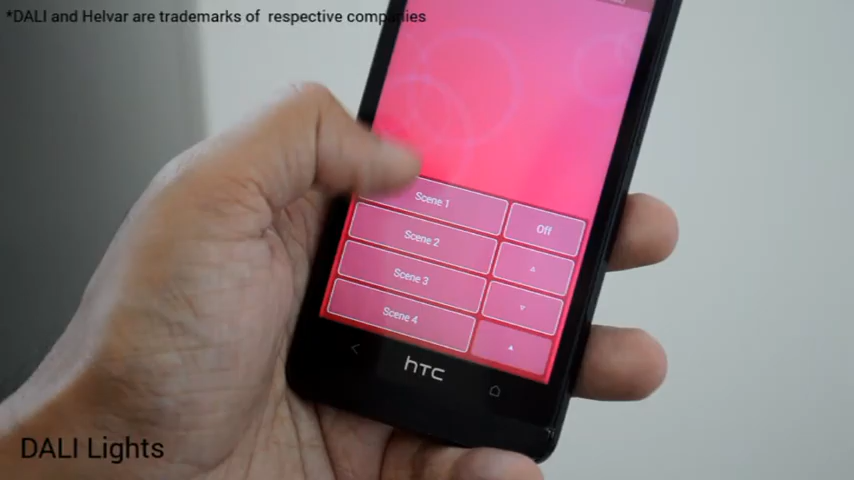 *DALI and Helvar are trademarks of respective companies
Scene 1
Off
Scene 2
Scene 3
Scene 4
hTC
DALI Lights